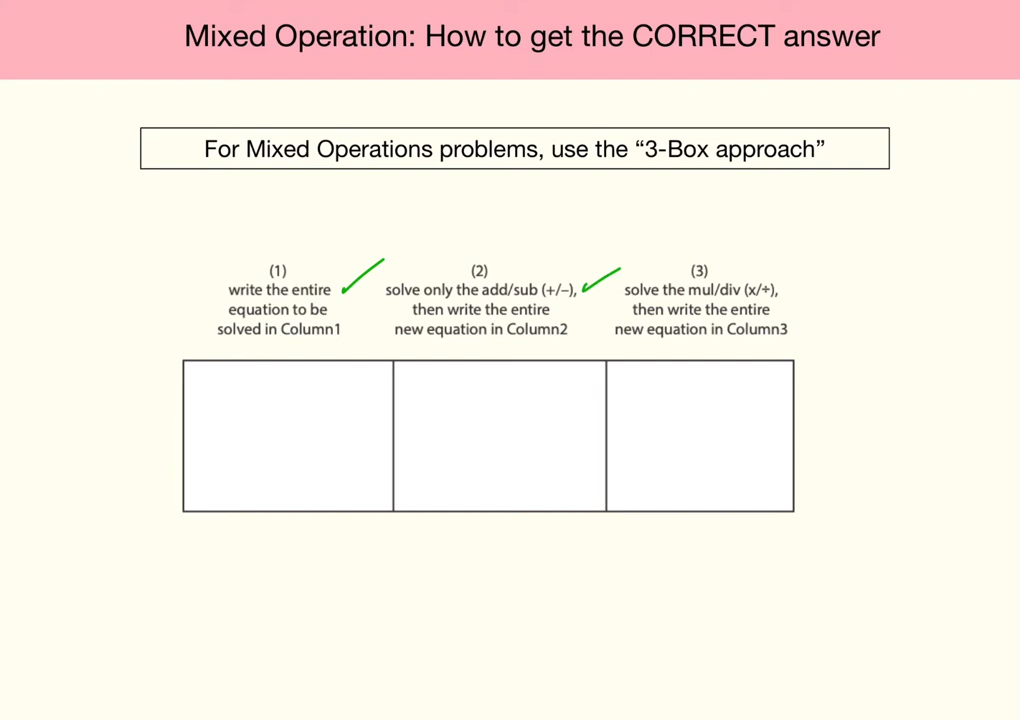 Mixed Operation: How to get the CORRECT answer
For Mixed Operations problems, use the “3-Box approach”
(1)
write the entire
equation to be
solved in Column1
(2)
solve only the add/sub (+/–),
then write the entire
new equation in Column2
(3)
solve the mul/div (x/÷),
then write the entire
new equation in Column3